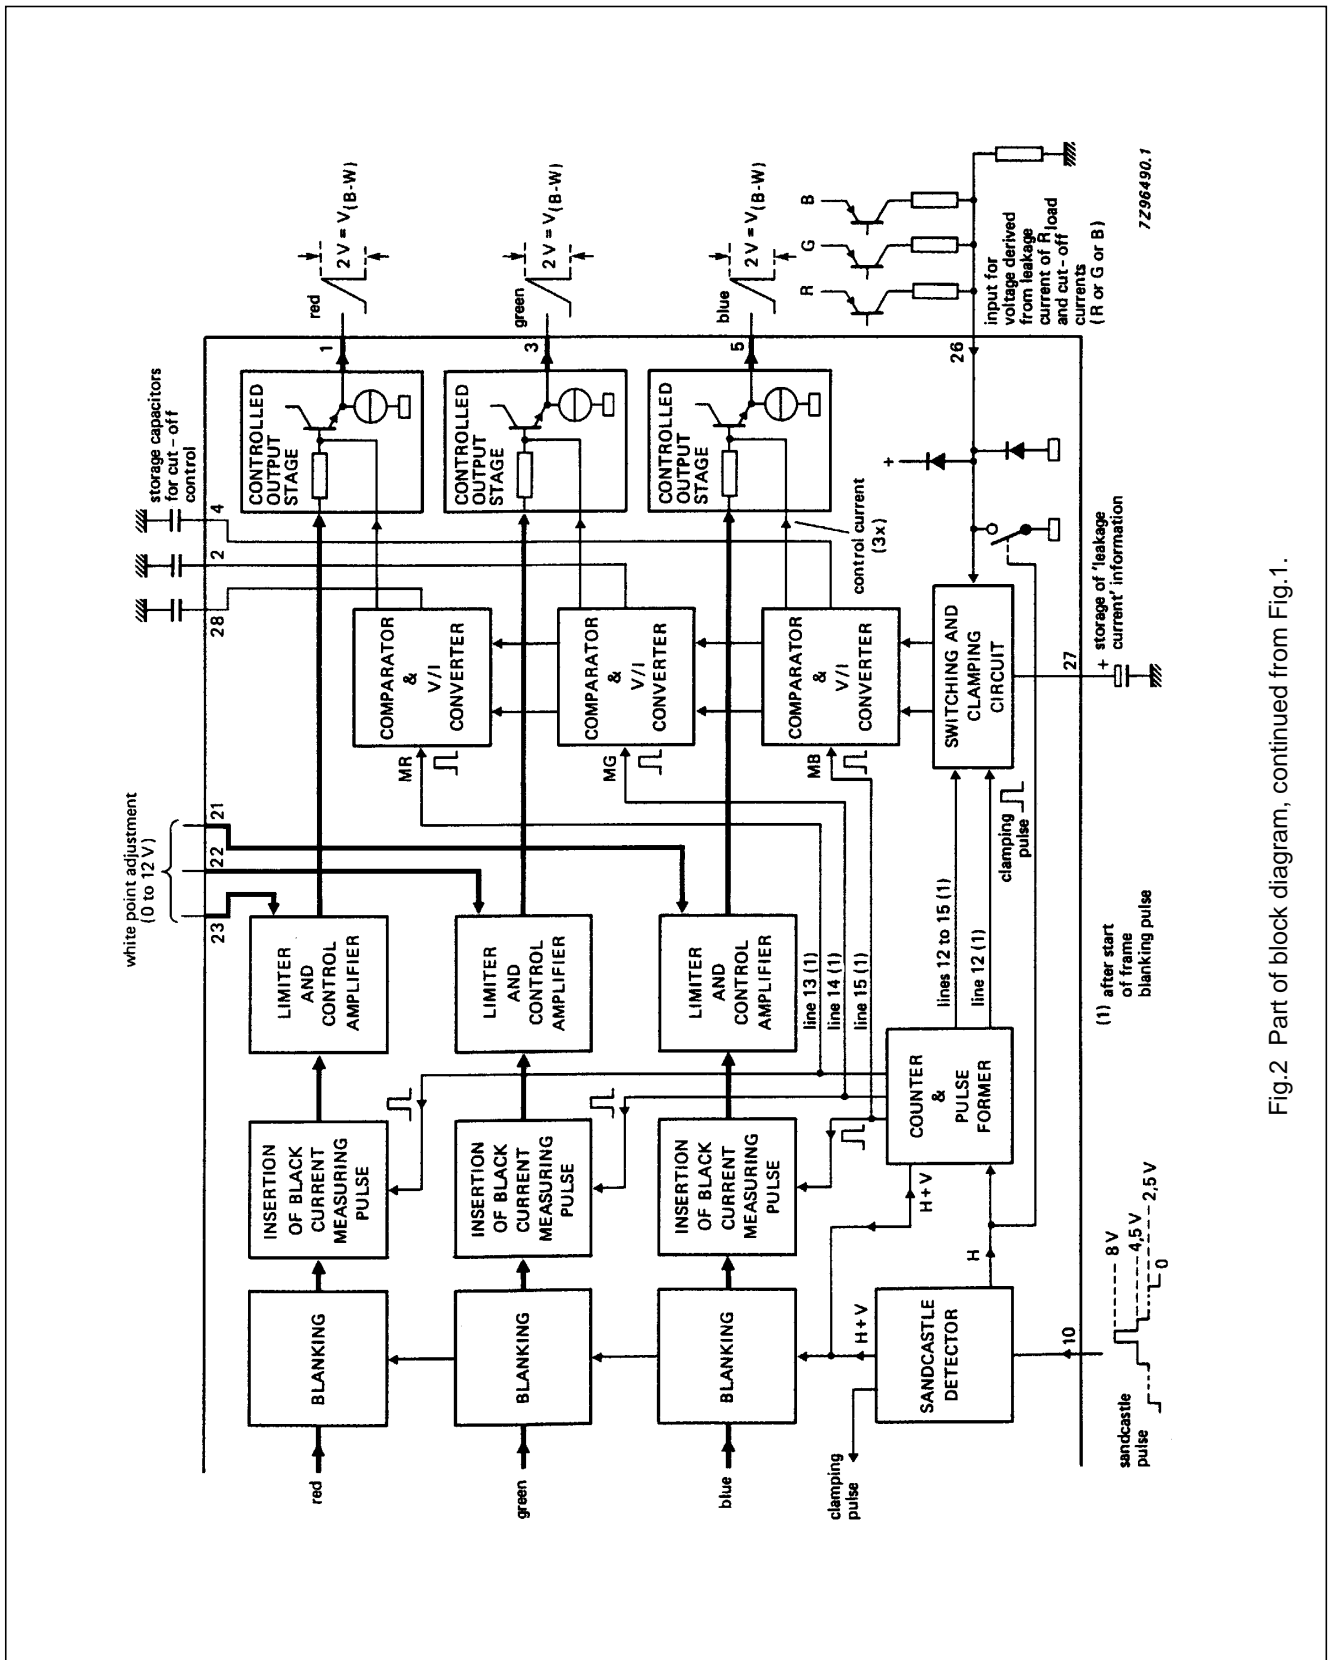 white point adjustment
(0 to 12 V)
23
22
21
storage capacitors
for cut – off
control
28
2
4
red
BLANKING
INSERTION
OF BLACK
CURRENT
MEASURING
PULSE
LIMITER
AND
CONTROL
AMPLIFIER
CONTROLLED
OUTPUT
STAGE
1
red
2 V = V(B-W)
MR
COMPARATOR
&
V/I
CONVERTER
green
BLANKING
INSERTION
OF BLACK
CURRENT
MEASURING
PULSE
LIMITER
AND
CONTROL
AMPLIFIER
CONTROLLED
OUTPUT
STAGE
3
green
2 V = V(B-W)
MG
COMPARATOR
&
V/I
CONVERTER
blue
BLANKING
INSERTION
OF BLACK
CURRENT
MEASURING
PULSE
LIMITER
AND
CONTROL
AMPLIFIER
CONTROLLED
OUTPUT
STAGE
5
blue
2 V = V(B-W)
MB
COMPARATOR
&
V/I
CONVERTER
control current
(3x)
line 13 (1)
line 14 (1)
line 15 (1)
R
G
B
clamping
pulse
H+V
SANDCASTLE
DETECTOR
H
H+V
COUNTER
&
PULSE
FORMER
lines 12 to 15 (1)
line 12 (1)
clamping
pulse
SWITCHING AND
CLAMPING
CIRCUIT
+
26
input for
voltage derived
from leakage
current of Rload
and cut-off
currents
(R or G or B)
10
sandcastle
pulse
8 V
4,5 V
2,5 V
0
(1) after start
of frame
blanking pulse
27
+
storage of 'leakage
current' information
7Z96490.1
Fig.2 Part of block diagram, continued from Fig.1.